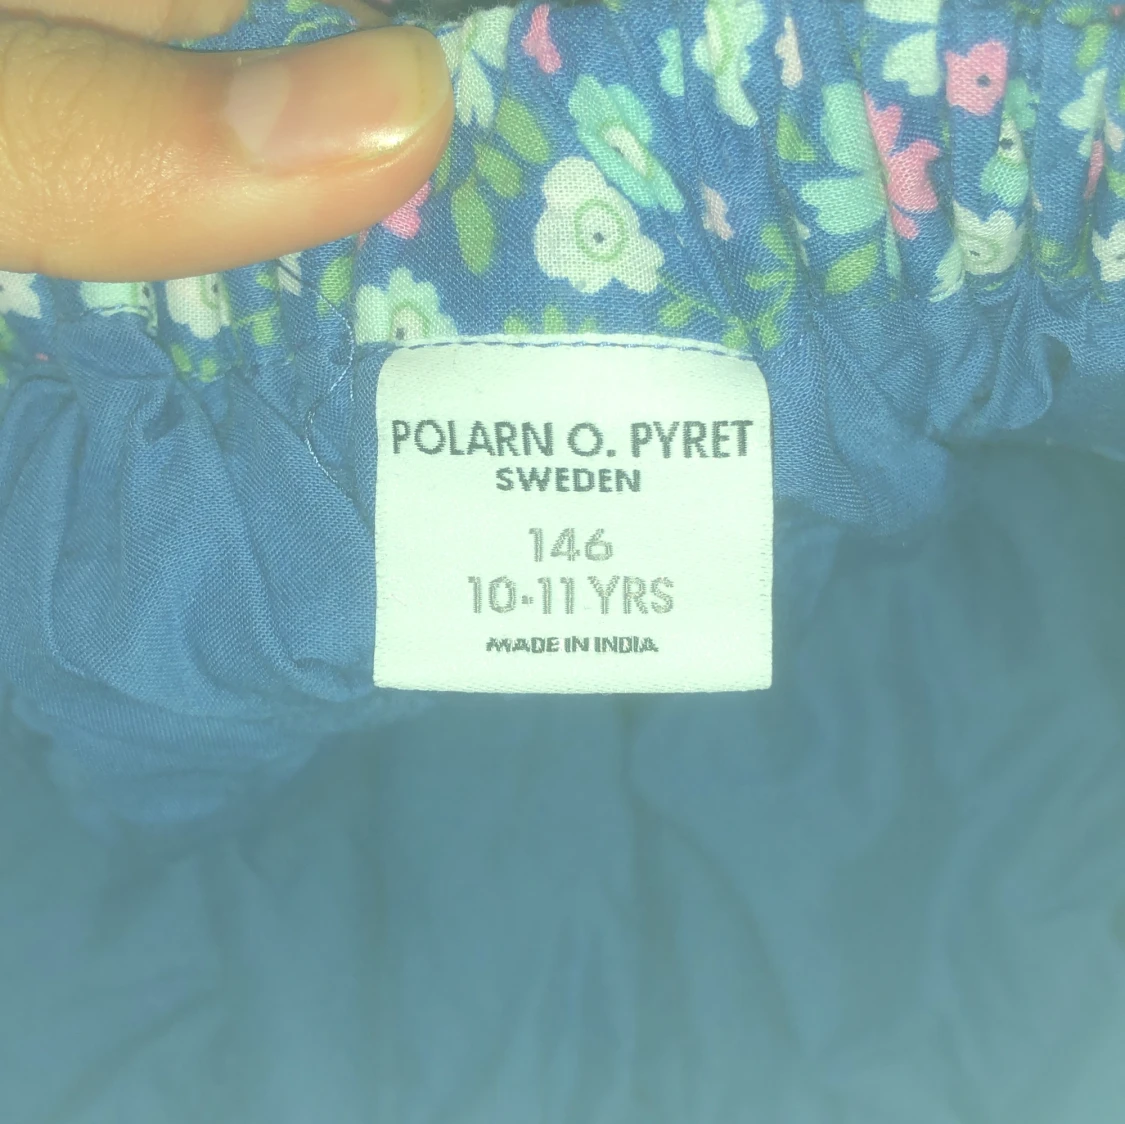 POLARN O. PYRET
SWEDEN
146
10-11 YRS
MADE IN INDIA